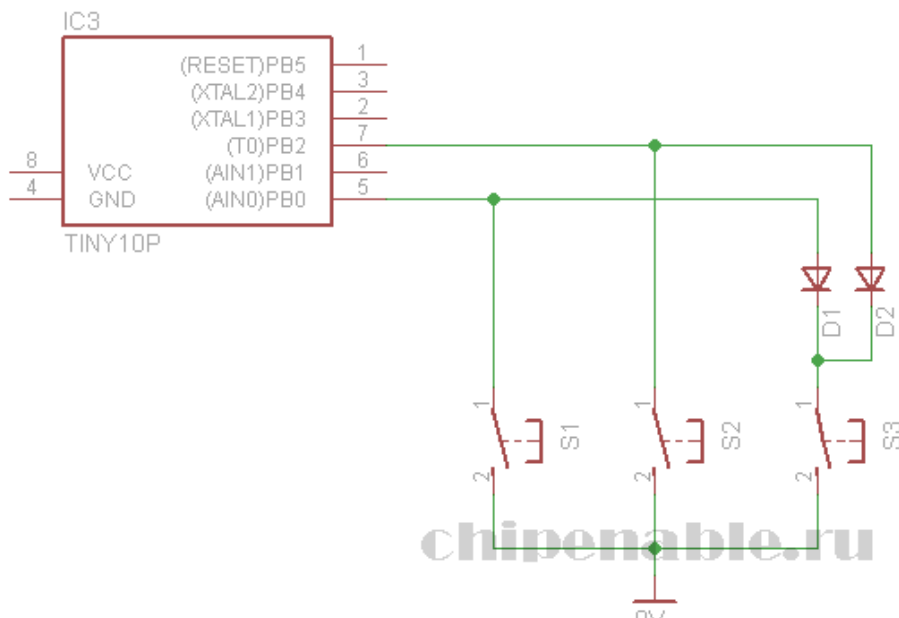 IC3
(RESET)PB5 1
(XTAL2)PB4 3
(XTAL1)PB3 2
(T0)PB2 7
8 VCC (AIN1)PB1 6
4 GND (AIN0)PB0 5
TINY10P
D1
D2
1
2
S1
1
2
S2
1
2
S3
chipenable.ru
0V